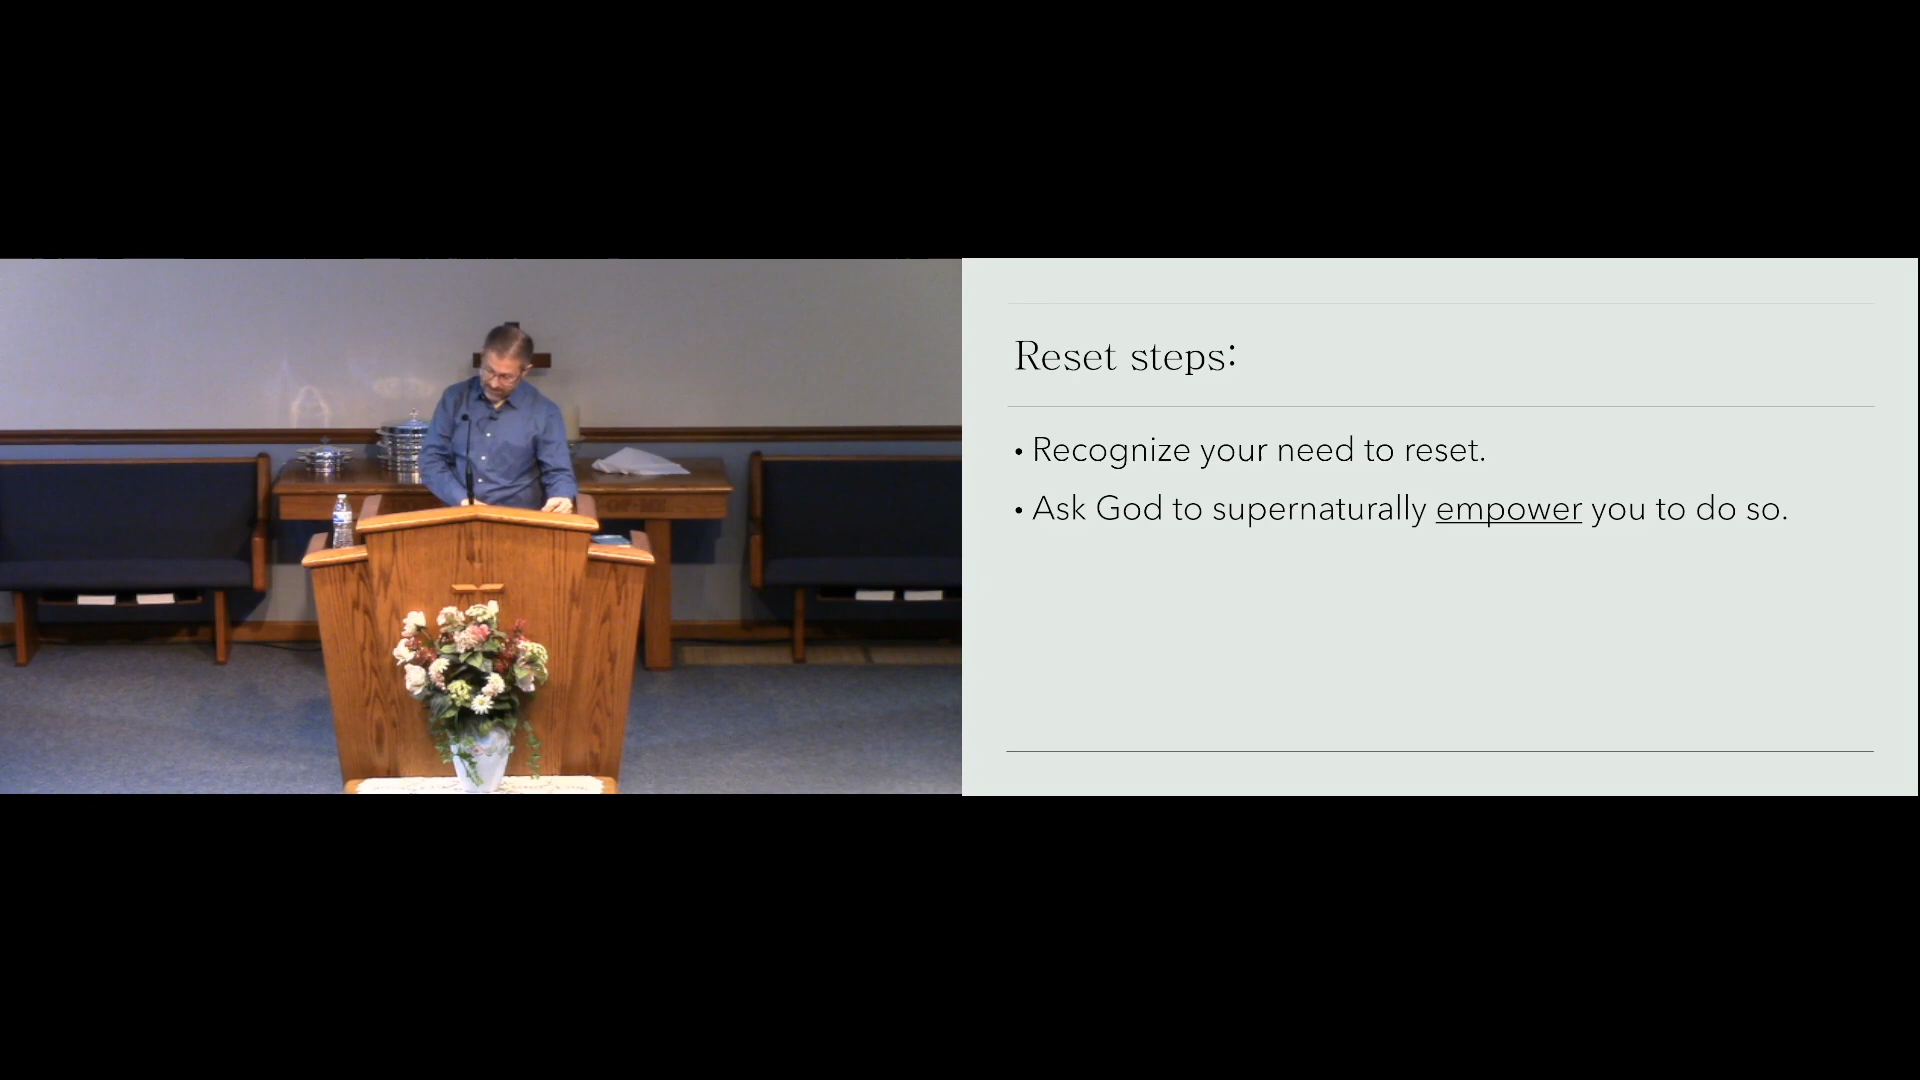 Reset steps:
• Recognize your need to reset.
• Ask God to supernaturally empower you to do so.